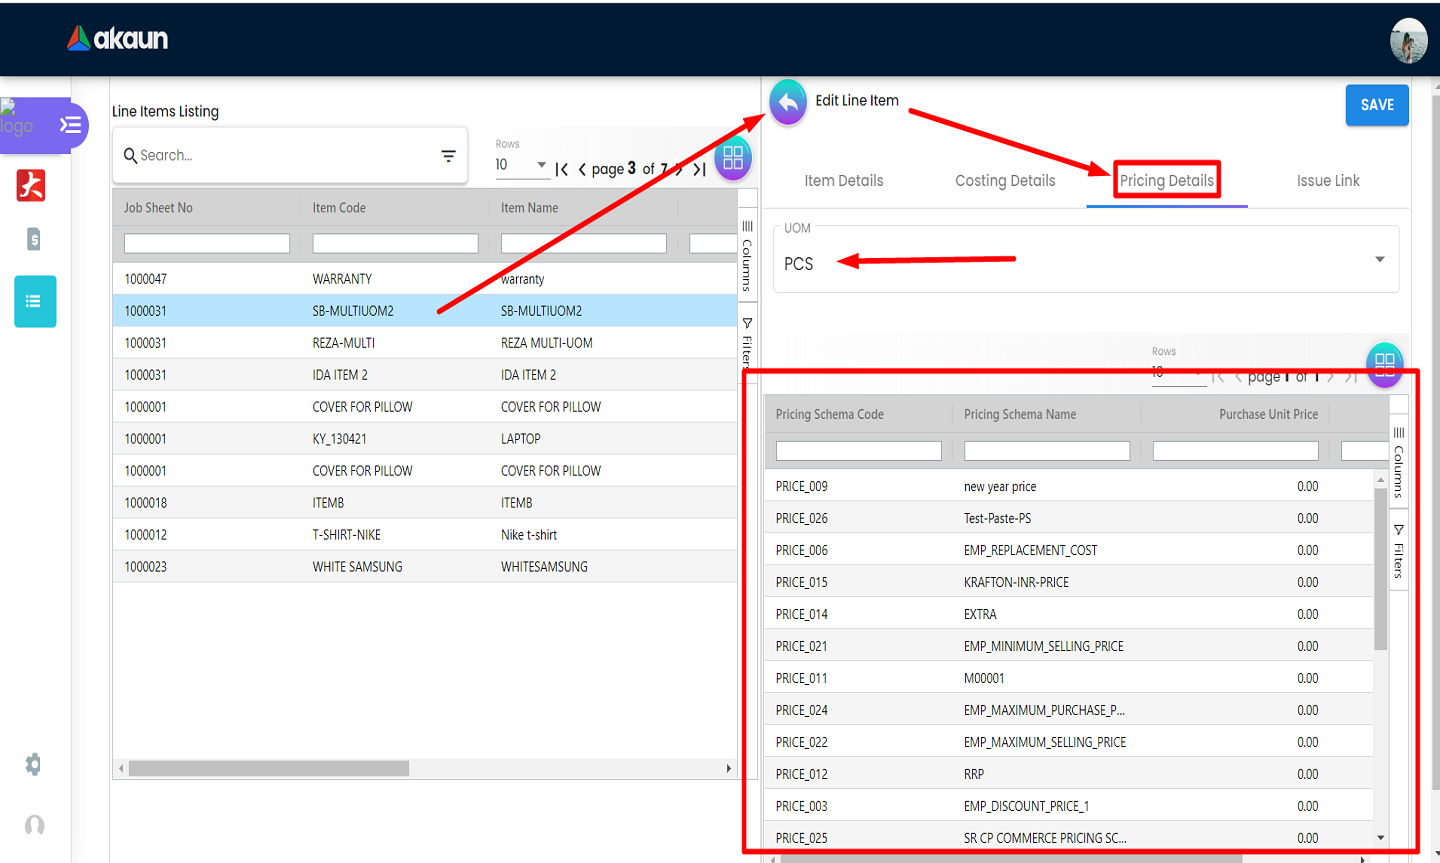 akaun
logo
Line Items Listing
Search...
Rows
10
page 3 of 7
Job Sheet No Item Code Item Name
1000047 WARRANTY warranty
1000031 SB-MULTIUOM2 SB-MULTIUOM2
1000031 REZA-MULTI REZA MULTI-UOM
1000031 IDA ITEM 2 IDA ITEM 2
1000001 COVER FOR PILLOW COVER FOR PILLOW
1000001 KY_130421 LAPTOP
1000001 COVER FOR PILLOW COVER FOR PILLOW
1000018 ITEMB ITEMB
1000012 T-SHIRT-NIKE Nike t-shirt
1000023 WHITE SAMSUNG WHITESAMSUNG
Columns
Filters
Edit Line Item
SAVE
Item Details Costing Details Pricing Details Issue Link
UOM
PCS
Rows
10
page 1 of 1
Pricing Schema Code Pricing Schema Name Purchase Unit Price
PRICE_009 new year price 0.00
PRICE_026 Test-Paste-PS 0.00
PRICE_006 EMP_REPLACEMENT_COST 0.00
PRICE_015 KRAFTON-INR-PRICE 0.00
PRICE_014 EXTRA 0.00
PRICE_021 EMP_MINIMUM_SELLING_PRICE 0.00
PRICE_011 M00001 0.00
PRICE_024 EMP_MAXIMUM_PURCHASE_P... 0.00
PRICE_022 EMP_MAXIMUM_SELLING_PRICE 0.00
PRICE_012 RRP 0.00
PRICE_003 EMP_DISCOUNT_PRICE_1 0.00
PRICE_025 SR CP COMMERCE PRICING SC... 0.00
Columns
Filters